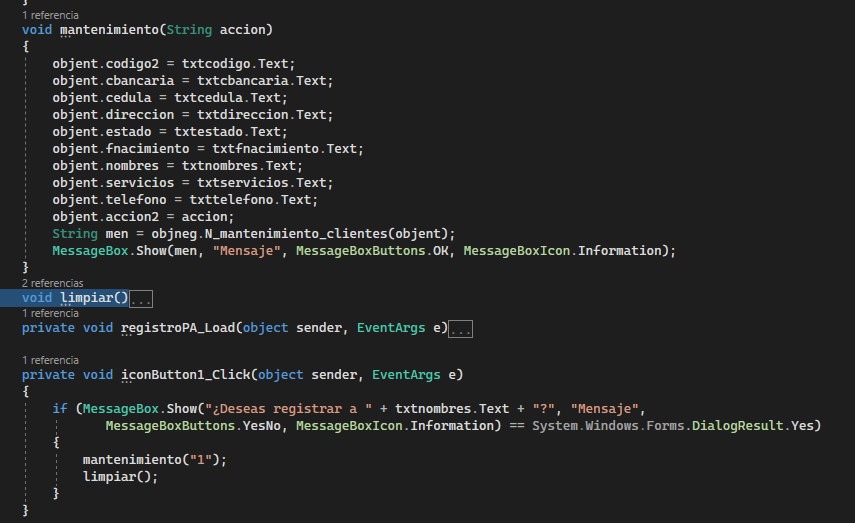 }
1 referencia
void mantenimiento(String accion)
{
objent.codigo2 = txtcodigo.Text;
objent.cbancaria = txtcbancaria.Text;
objent.cedula = txtcedula.Text;
objent.direccion = txtdireccion.Text;
objent.estado = txtestado.Text;
objent.fnacimiento = txtfnacimiento.Text;
objent.nombres = txtnombres.Text;
objent.servicios = txtservicios.Text;
objent.telefono = txttelefono.Text;
objent.accion2 = accion;
String men = objneg.N_mantenimiento_clientes(objent);
MessageBox.Show(men, "Mensaje", MessageBoxButtons.OK, MessageBoxIcon.Information);
}
2 referencias
void limpiar()...
1 referencia
private void registroPA_Load(object sender, EventArgs e)...
1 referencia
private void iconButton1_Click(object sender, EventArgs e)
{
if (MessageBox.Show("¿Deseas registrar a " + txtnombres.Text + "?", "Mensaje",
MessageBoxButtons.YesNo, MessageBoxIcon.Information) == System.Windows.Forms.DialogResult.Yes)
{
mantenimiento("1");
limpiar();
}
}